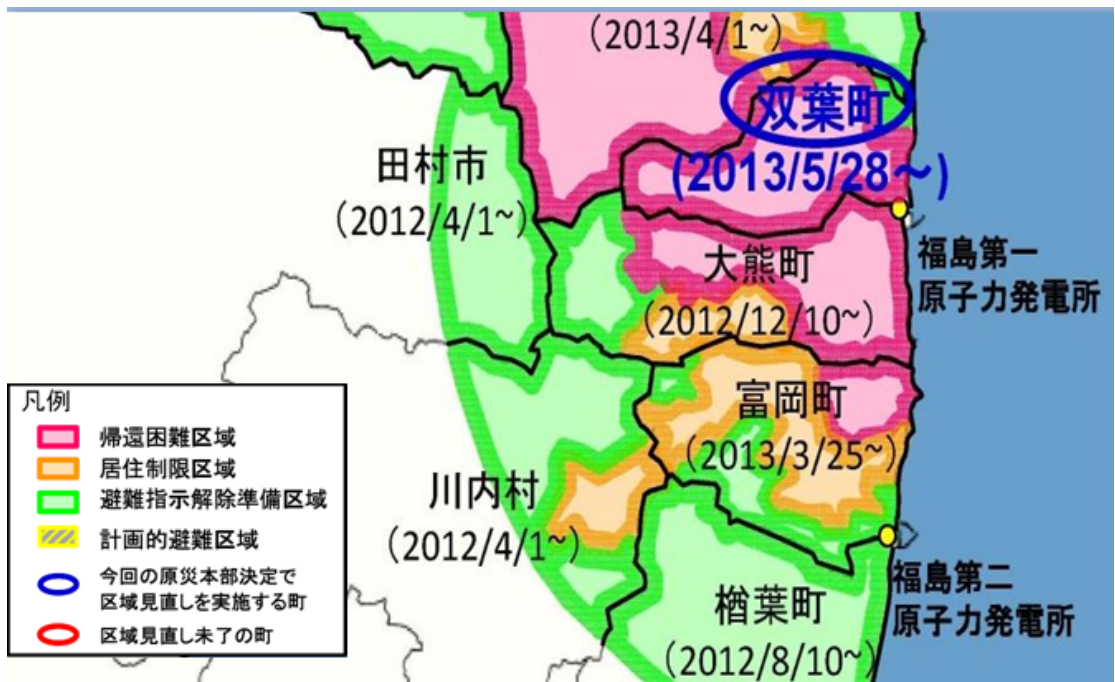 （2013/4/1~）
双葉町
(2013/5/28～)
田村市
（2012/4/1~）
大熊町
（2012/12/10~）
福島第一
原子力発電所
富岡町
（2013/3/25~）
川内村
（2012/4/1~）
福島第二
原子力発電所
楢葉町
（2012/8/10~）
凡例
帰還困難区域
居住制限区域
避難指示解除準備区域
計画的避難区域
今回の原災本部決定で
区域見直しを実施する町
区域見直し未了の町